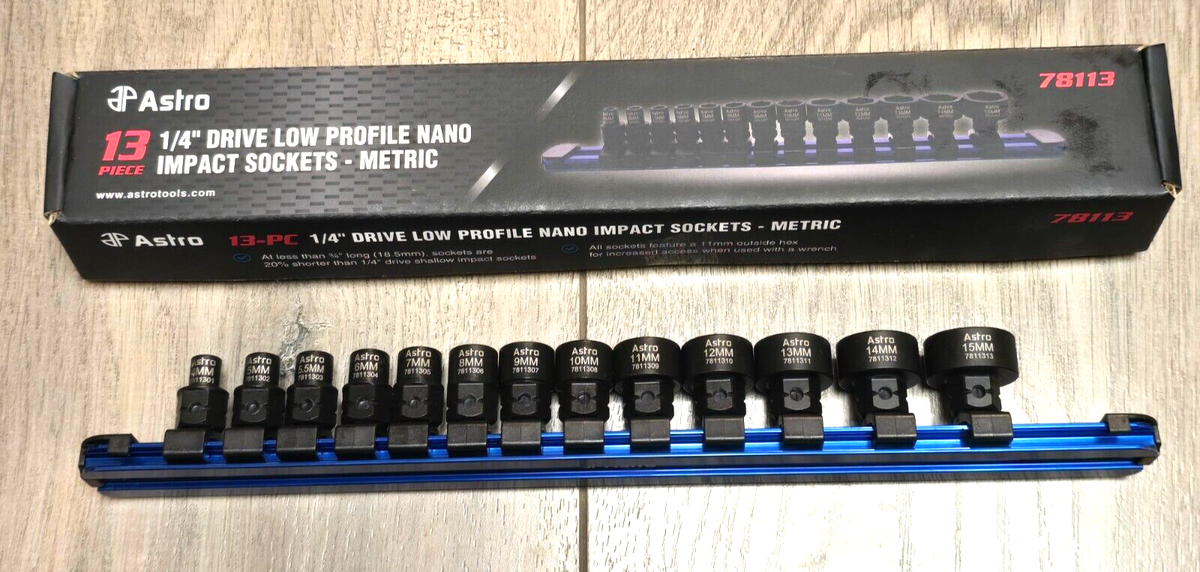 Astro
78113
13 PIECE
1/4" DRIVE LOW PROFILE NANO
IMPACT SOCKETS - METRIC
www.astrotools.com
Astro 13-PC 1/4" DRIVE LOW PROFILE NANO IMPACT SOCKETS - METRIC 78113
At less than ¾" long (18.5mm), sockets are
20% shorter than 1/4" drive shallow impact sockets
All sockets feature a 11mm outside hex
for increased access when used with a wrench
Astro
MM
7811301
Astro
5MM
7811302
Astro
5.5MM
7811303
Astro
6MM
7811304
Astro
7MM
7811305
Astro
8MM
7811306
Astro
9MM
7811307
Astro
10MM
7811308
Astro
11MM
7811309
Astro
12MM
7811310
Astro
13MM
7811311
Astro
14MM
7811312
Astro
15MM
7811313